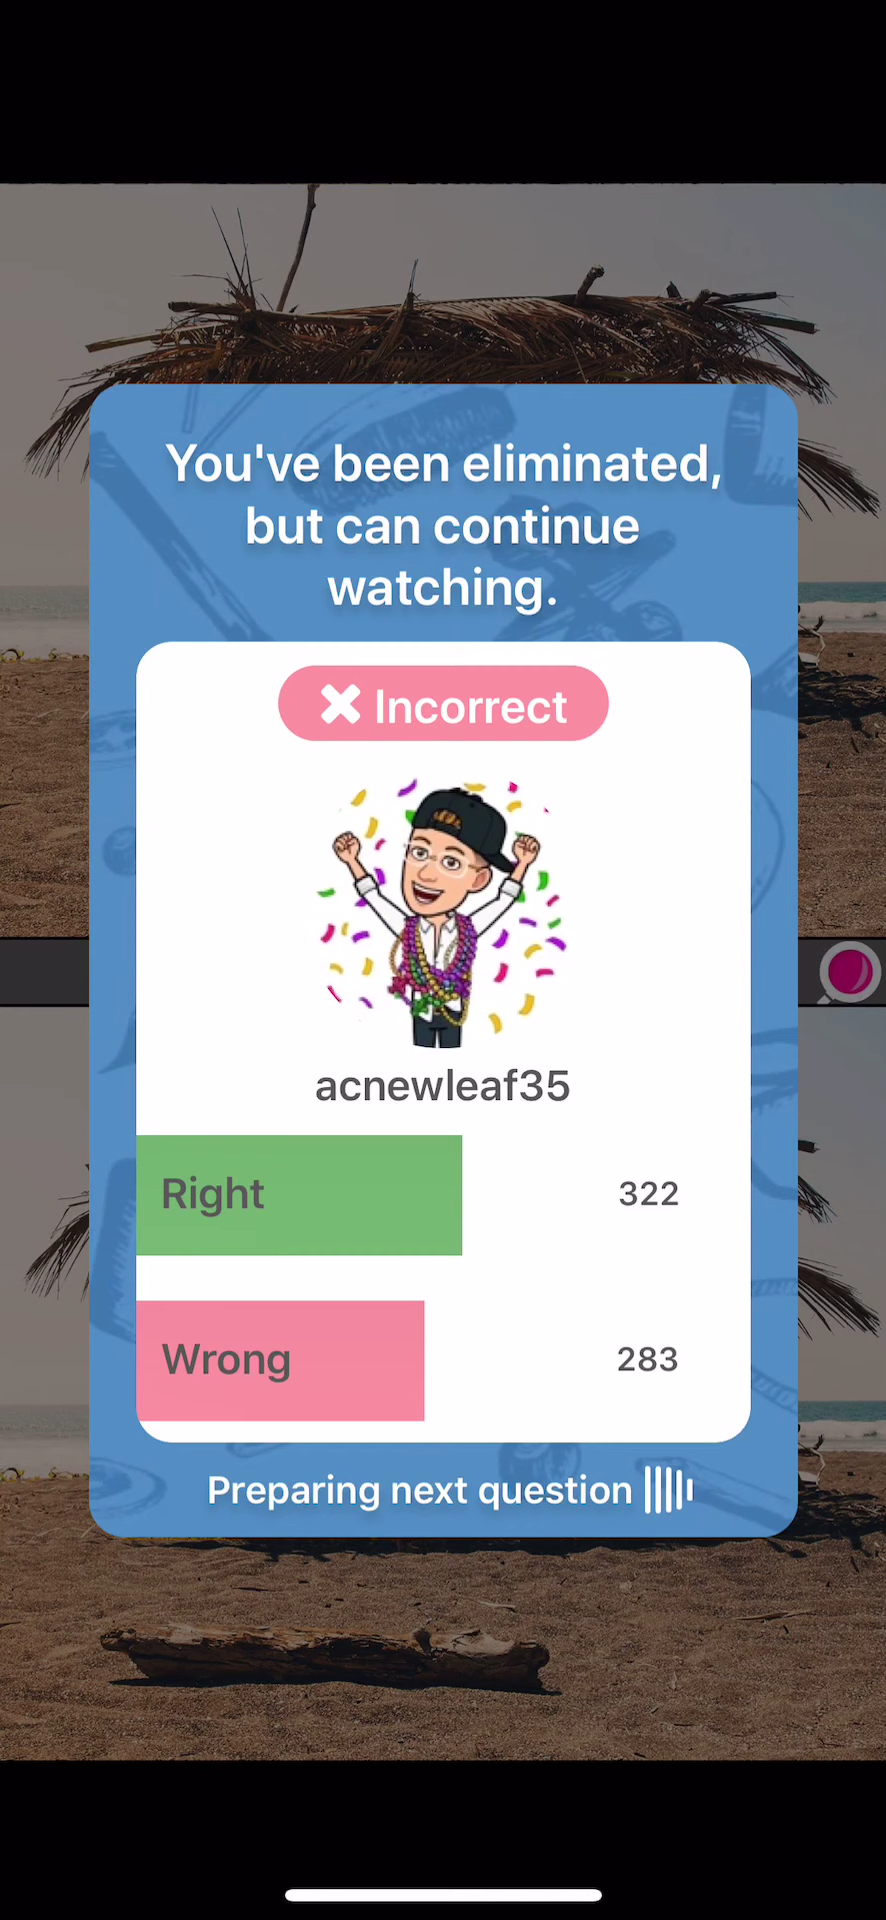 You've been eliminated,
but can continue
watching.
Incorrect
acnewleaf35
Right 322
Wrong 283
Preparing next question